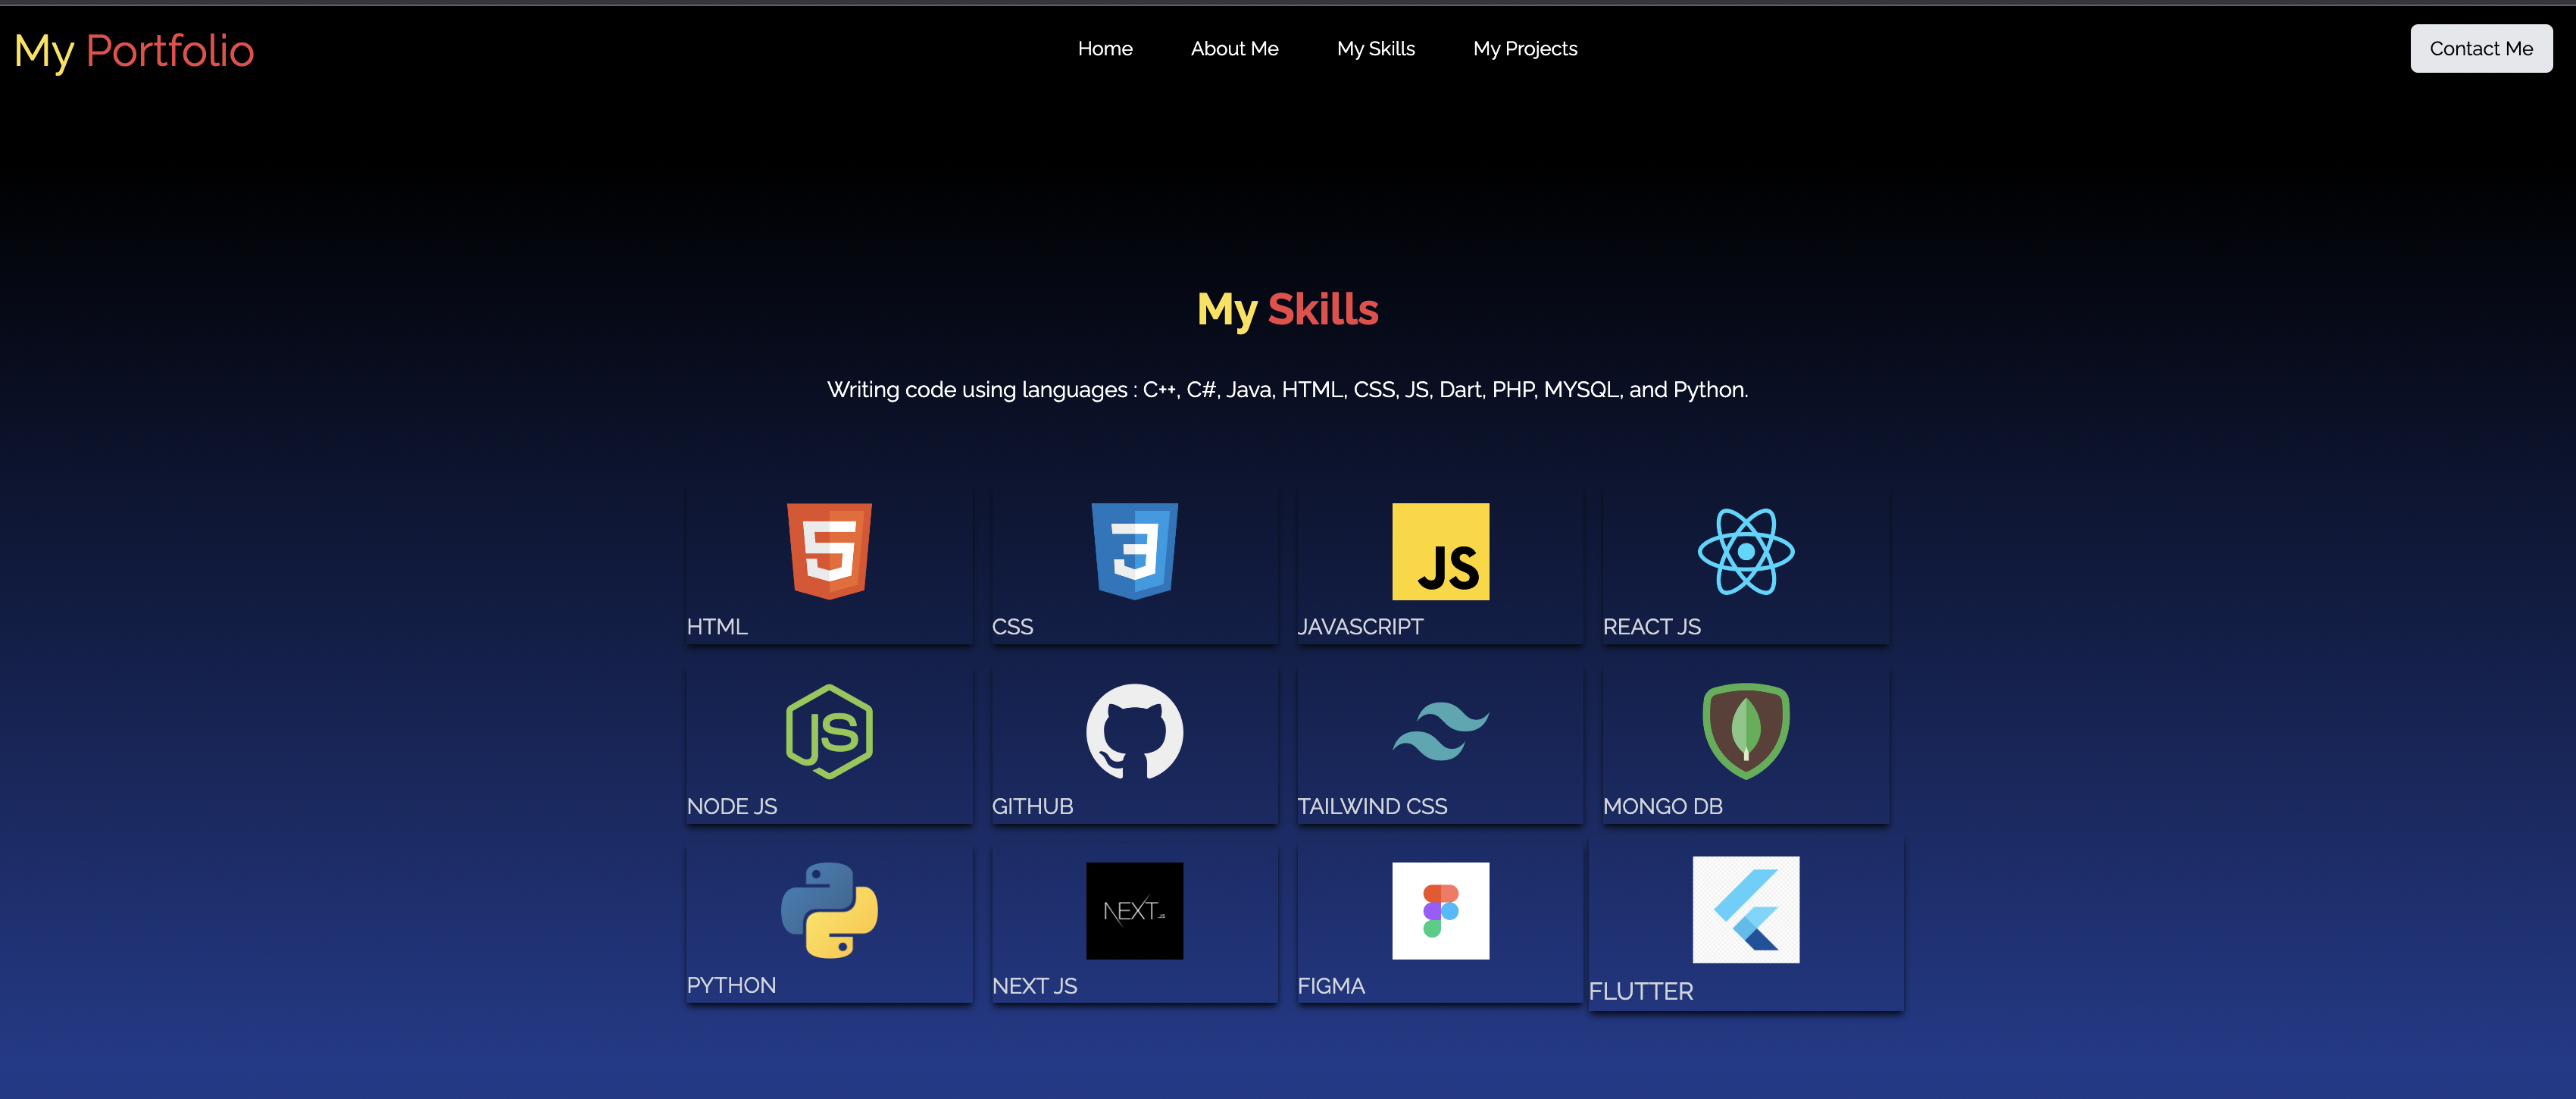 My Portfolio
Home About Me My Skills My Projects
Contact Me
My Skills
Writing code using languages : C++, C#, Java, HTML, CSS, JS, Dart, PHP, MYSQL, and Python.
5 3 JS
HTML CSS JAVASCRIPT REACT JS
JS
NODE JS GITHUB TAILWIND CSS MONGO DB
NEXT.JS
PYTHON NEXT JS FIGMA FLUTTER